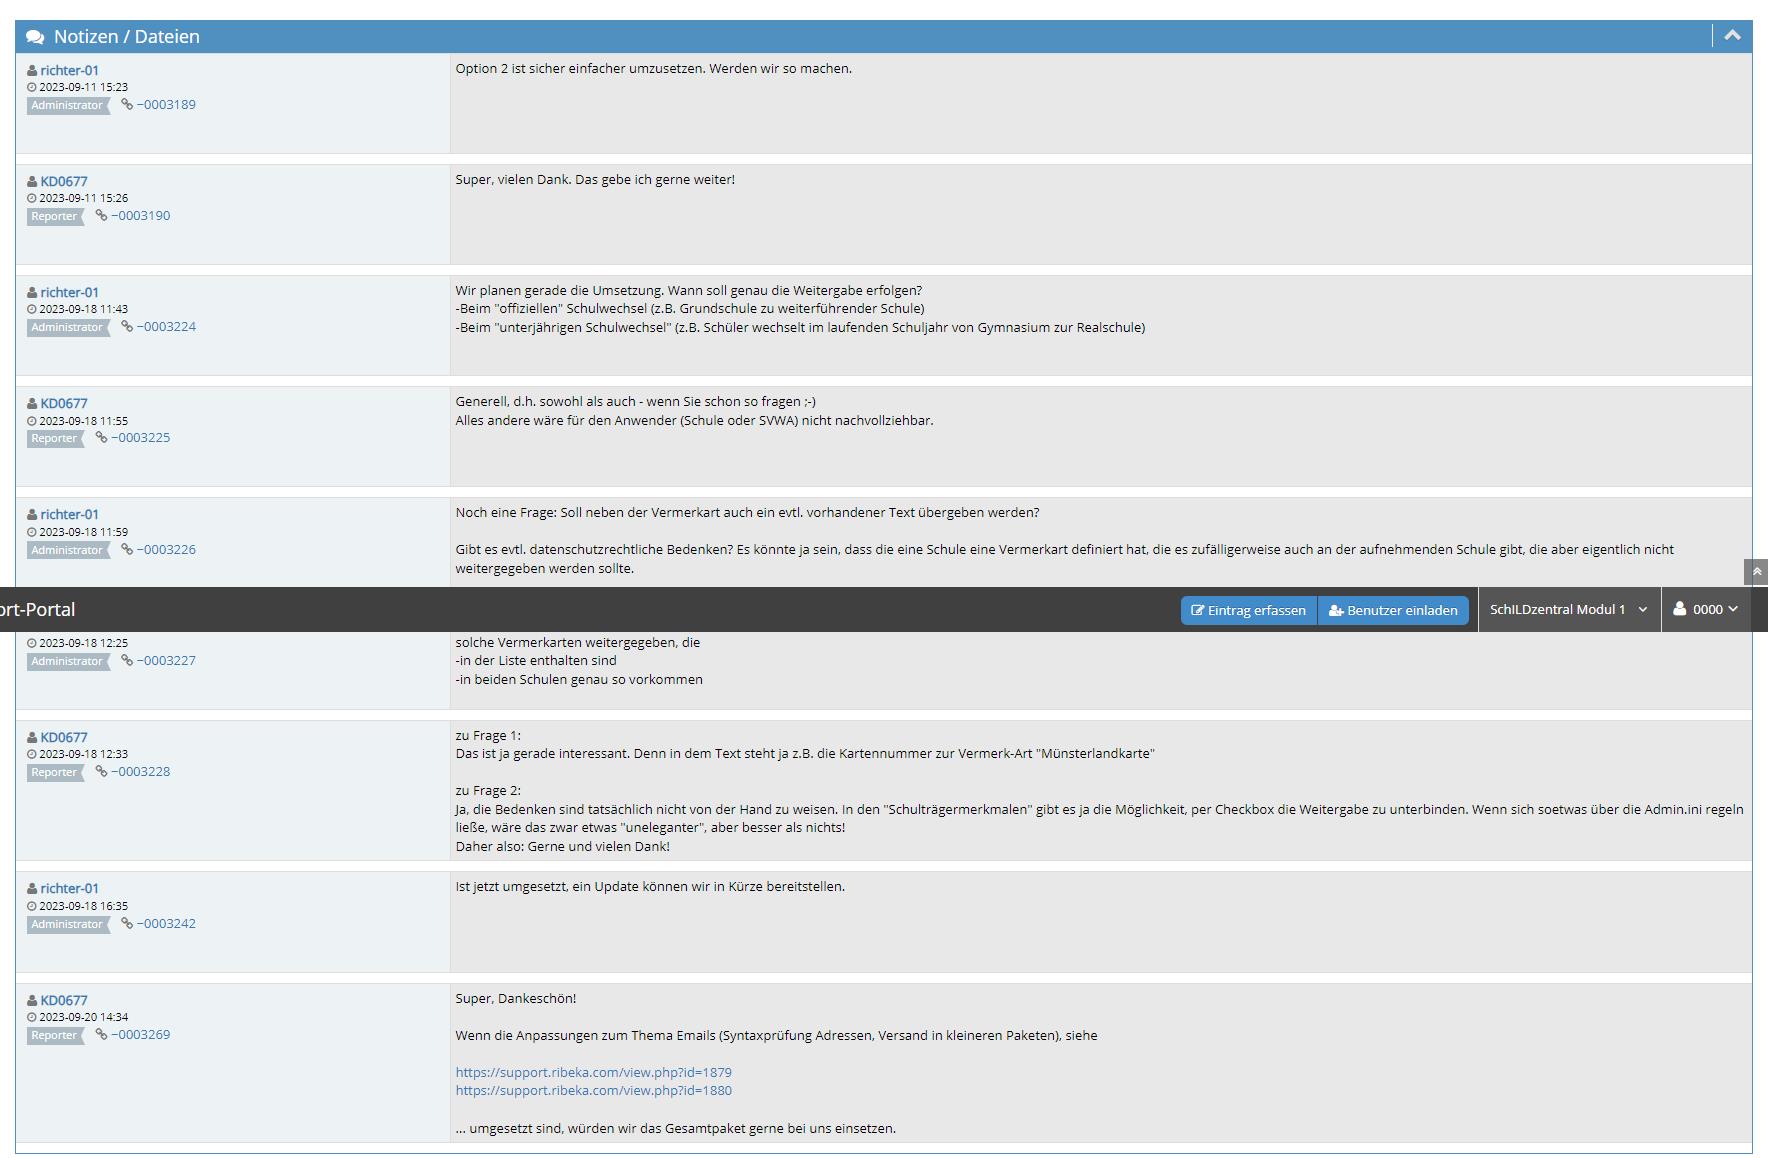 Notizen / Dateien
richter-01
2023-09-11 15:23
Administrator −0003189
Option 2 ist sicher einfacher umzusetzen. Werden wir so machen.
KD0677
2023-09-11 15:26
Reporter −0003190
Super, vielen Dank. Das gebe ich gerne weiter!
richter-01
2023-09-18 11:43
Administrator −0003224
Wir planen gerade die Umsetzung. Wann soll genau die Weitergabe erfolgen?
-Beim "offiziellen" Schulwechsel (z.B. Grundschule zu weiterführender Schule)
-Beim "unterjährigen Schulwechsel" (z.B. Schüler wechselt im laufenden Schuljahr von Gymnasium zur Realschule)
KD0677
2023-09-18 11:55
Reporter −0003225
Generell, d.h. sowohl als auch - wenn Sie schon so fragen ;-)
Alles andere wäre für den Anwender (Schule oder SVWA) nicht nachvollziehbar.
richter-01
2023-09-18 11:59
Administrator −0003226
Noch eine Frage: Soll neben der Vermerkart auch ein evtl. vorhandener Text übergeben werden?
Gibt es evtl. datenschutzrechtliche Bedenken? Es könnte ja sein, dass die eine Schule eine Vermerkart definiert hat, die es zufälligerweise auch an der aufnehmenden Schule gibt, die aber eigentlich nicht
weitergegeben werden sollte.
ort-Portal
Eintrag erfassen Benutzer einladen SchILDzentral Modul 1 0000
2023-09-18 12:25
Administrator −0003227
solche Vermerkarten weitergegeben, die
-in der Liste enthalten sind
-in beiden Schulen genau so vorkommen
KD0677
2023-09-18 12:33
Reporter −0003228
zu Frage 1:
Das ist ja gerade interessant. Denn in dem Text steht ja z.B. die Kartennummer zur Vermerk-Art "Münsterlandkarte"
zu Frage 2:
Ja, die Bedenken sind tatsächlich nicht von der Hand zu weisen. In den "Schulträgermerkmalen" gibt es ja die Möglichkeit, per Checkbox die Weitergabe zu unterbinden. Wenn sich soetwas über die Admin.ini regeln
ließe, wäre das zwar etwas "uneleganter", aber besser als nichts!
Daher also: Gerne und vielen Dank!
richter-01
2023-09-18 16:35
Administrator −0003242
Ist jetzt umgesetzt, ein Update können wir in Kürze bereitstellen.
KD0677
2023-09-20 14:34
Reporter −0003269
Super, Dankeschön!
Wenn die Anpassungen zum Thema Emails (Syntaxprüfung Adressen, Versand in kleineren Paketen), siehe
https://support.ribeka.com/view.php?id=1879
https://support.ribeka.com/view.php?id=1880
... umgesetzt sind, würden wir das Gesamtpaket gerne bei uns einsetzen.